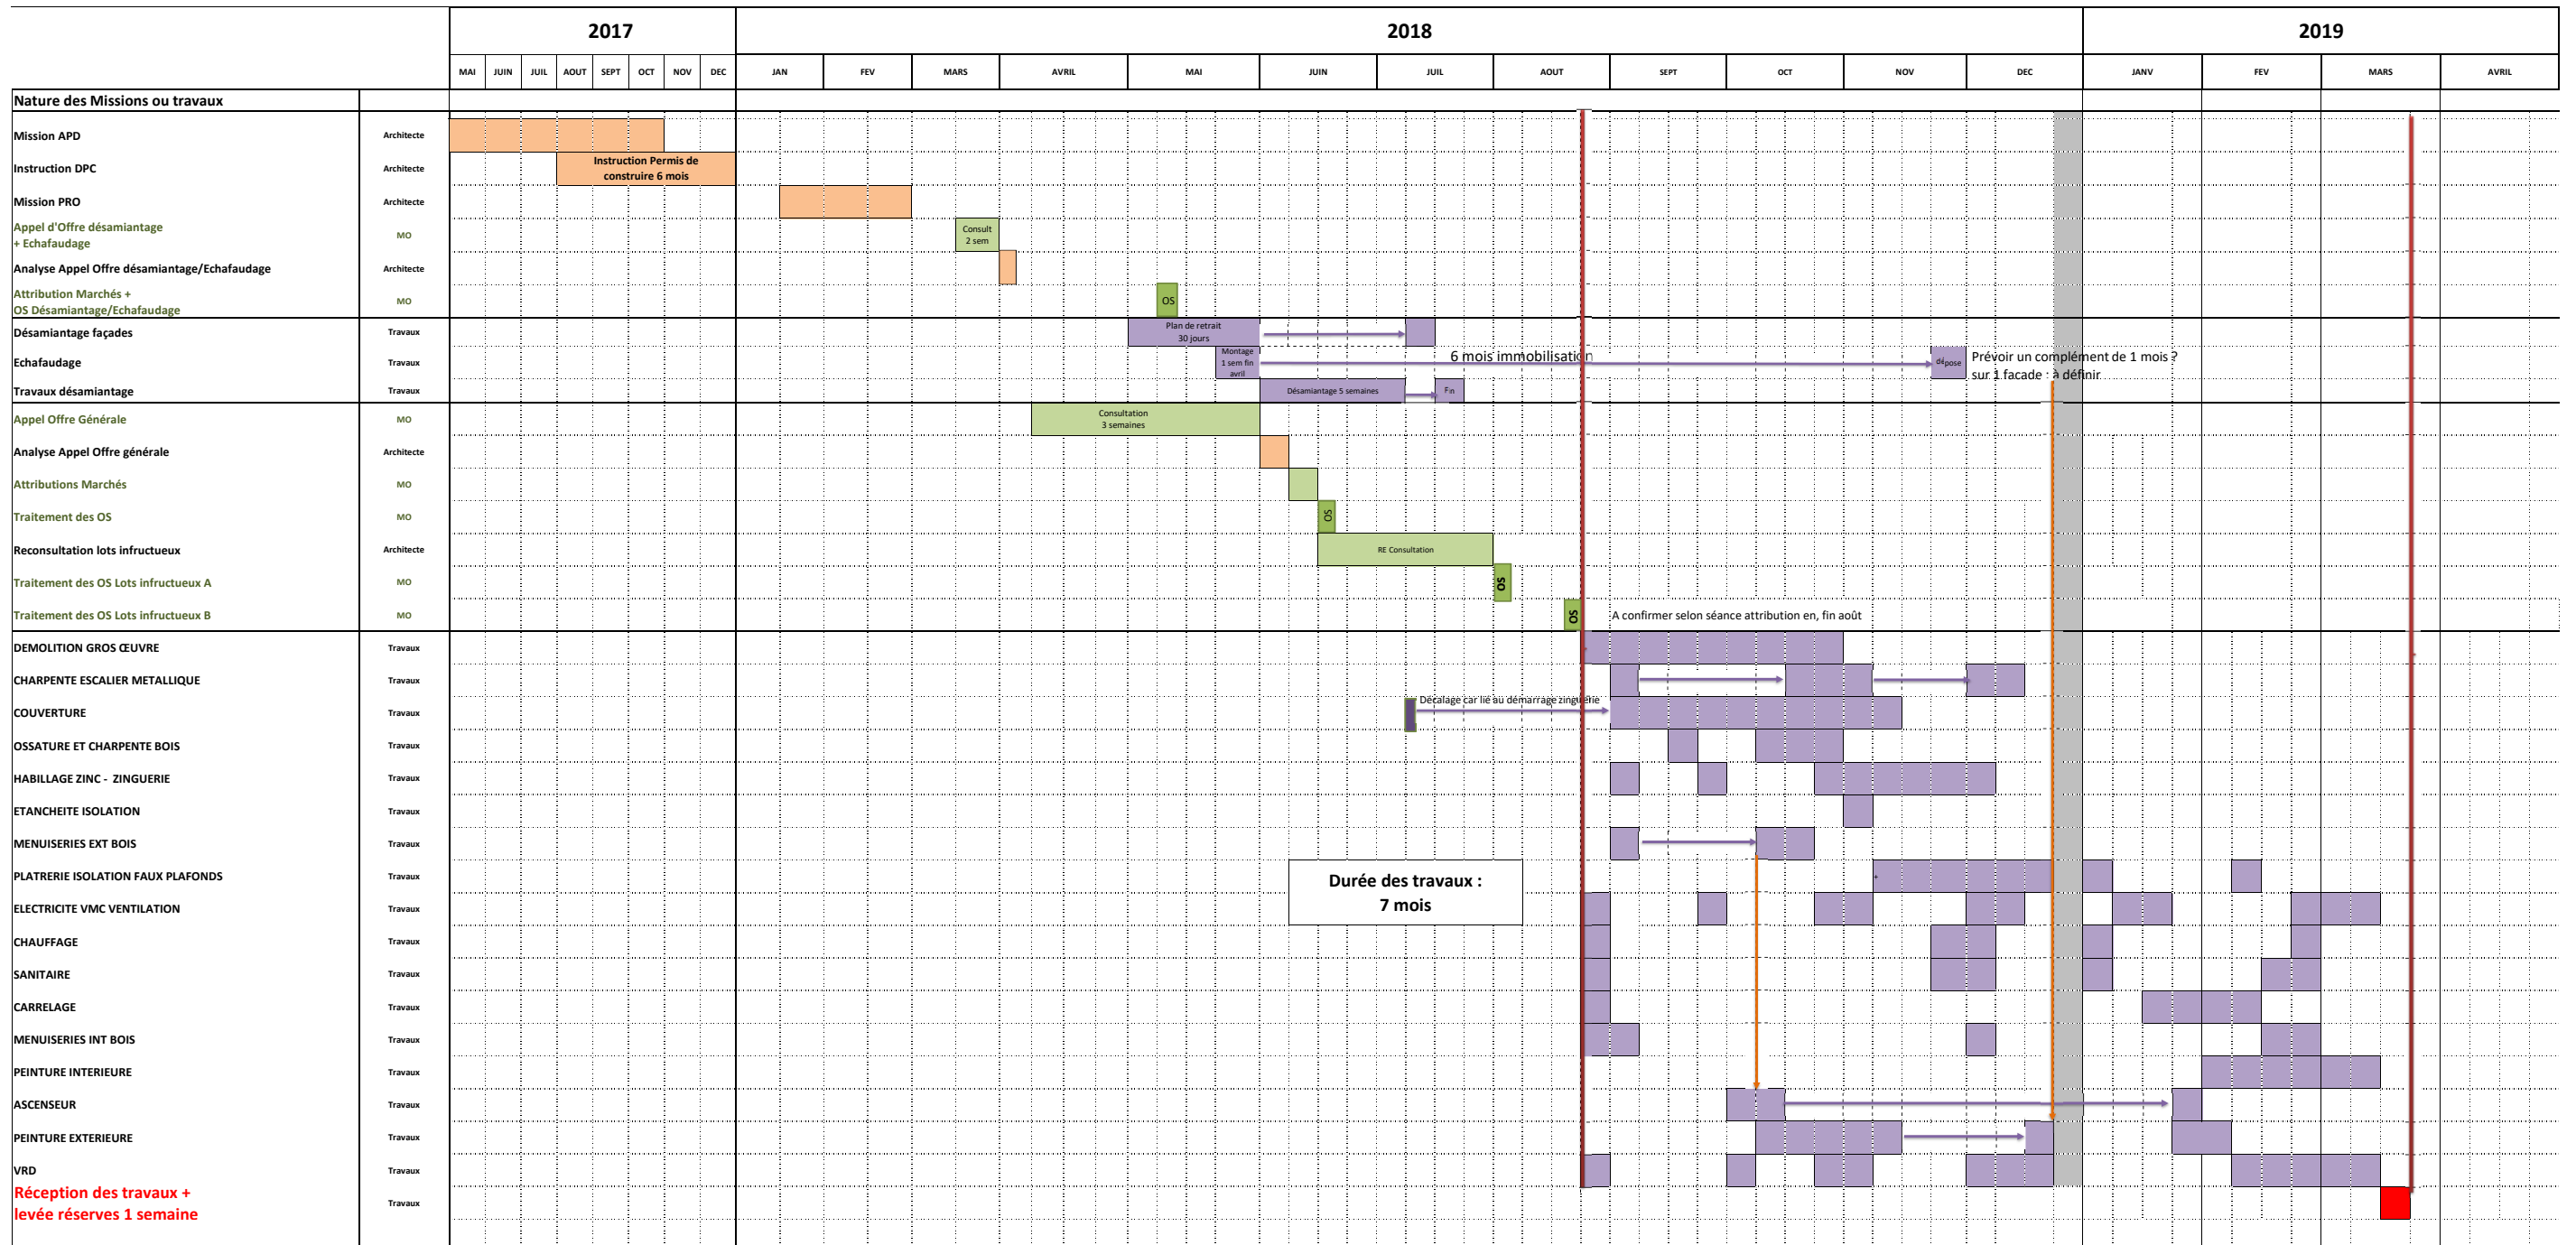 2017
2018
2019
MAI JUIN JUIL AOUT SEPT OCT NOV DEC JAN FEV MARS AVRIL MAI JUIN JUIL AOUT SEPT OCT NOV DEC JANV FEV MARS AVRIL
Nature des Missions ou travaux
Mission APD Architecte
Instruction DPC Architecte
Instruction Permis de
construire 6 mois
Mission PRO Architecte
Appel d'Offre désamiantage
+ Echafaudage
MO
Consult
2 sem
Analyse Appel Offre désamiantage/Echafaudage Architecte
Attribution Marchés +
OS Désamiantage/Echafaudage
MO
OS
Désamiantage façades Travaux
Plan de retrait
30 jours
Echafaudage Travaux
Montage
1 sem fin
avril
6 mois immobilisation
dépose
Prévoir un complément de 1 mois ?
sur 1 facade : à définir
Travaux désamiantage Travaux
Désamiantage 5 semaines
Fin
Appel Offre Générale MO
Consultation
3 semaines
Analyse Appel Offre générale Architecte
Attributions Marchés MO
Traitement des OS MO
OS
Reconsultation lots infructueux Architecte
RE Consultation
Traitement des OS Lots infructueux A MO
OS
Traitement des OS Lots infructueux B MO
OS
A confirmer selon séance attribution en, fin août
DEMOLITION GROS ŒUVRE Travaux
CHARPENTE ESCALIER METALLIQUE Travaux
COUVERTURE Travaux
Décalage car lié au démarrage zinguerie
OSSATURE ET CHARPENTE BOIS Travaux
HABILLAGE ZINC - ZINGUERIE Travaux
ETANCHEITE ISOLATION Travaux
MENUISERIES EXT BOIS Travaux
PLATRERIE ISOLATION FAUX PLAFONDS Travaux
Durée des travaux :
7 mois
ELECTRICITE VMC VENTILATION Travaux
CHAUFFAGE Travaux
SANITAIRE Travaux
CARRELAGE Travaux
MENUISERIES INT BOIS Travaux
PEINTURE INTERIEURE Travaux
ASCENSEUR Travaux
PEINTURE EXTERIEURE Travaux
VRD Travaux
Réception des travaux +
levée réserves 1 semaine
Travaux